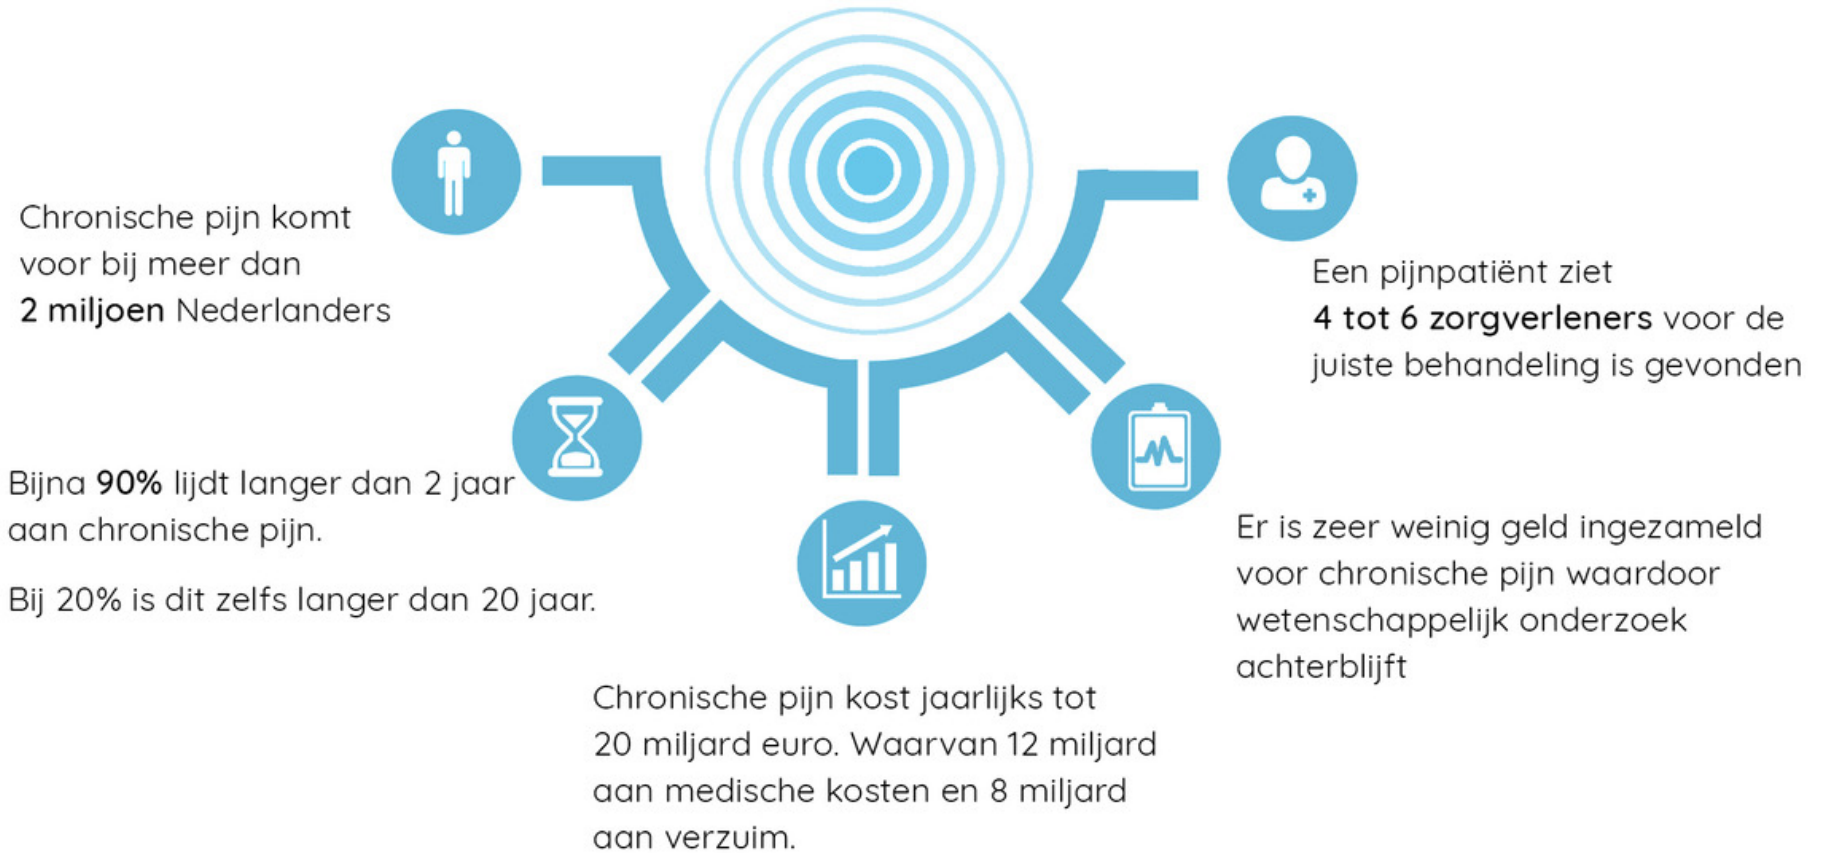 Chronische pijn komt
voor bij meer dan
2 miljoen Nederlanders
Bijna 90% lijdt langer dan 2 jaar
aan chronische pijn.
Bij 20% is dit zelfs langer dan 20 jaar.
Chronische pijn kost jaarlijks tot
20 miljard euro. Waarvan 12 miljard
aan medische kosten en 8 miljard
aan verzuim.
Er is zeer weinig geld ingezameld
voor chronische pijn waardoor
wetenschappelijk onderzoek
achterblijft
Een pijnpatiënt ziet
4 tot 6 zorgverleners voor de
juiste behandeling is gevonden